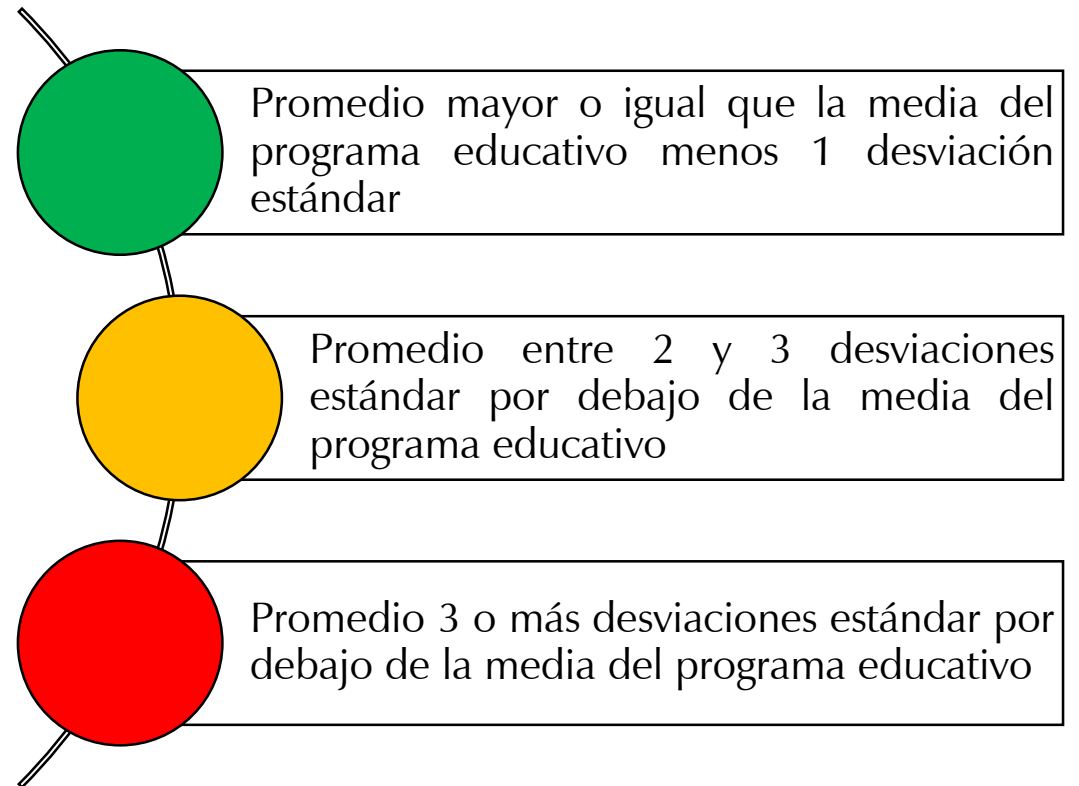 Promedio mayor o igual que la media del
programa educativo menos 1 desviación
estándar
Promedio entre 2 y 3 desviaciones
estándar por debajo de la media del
programa educativo
Promedio 3 o más desviaciones estándar por
debajo de la media del programa educativo